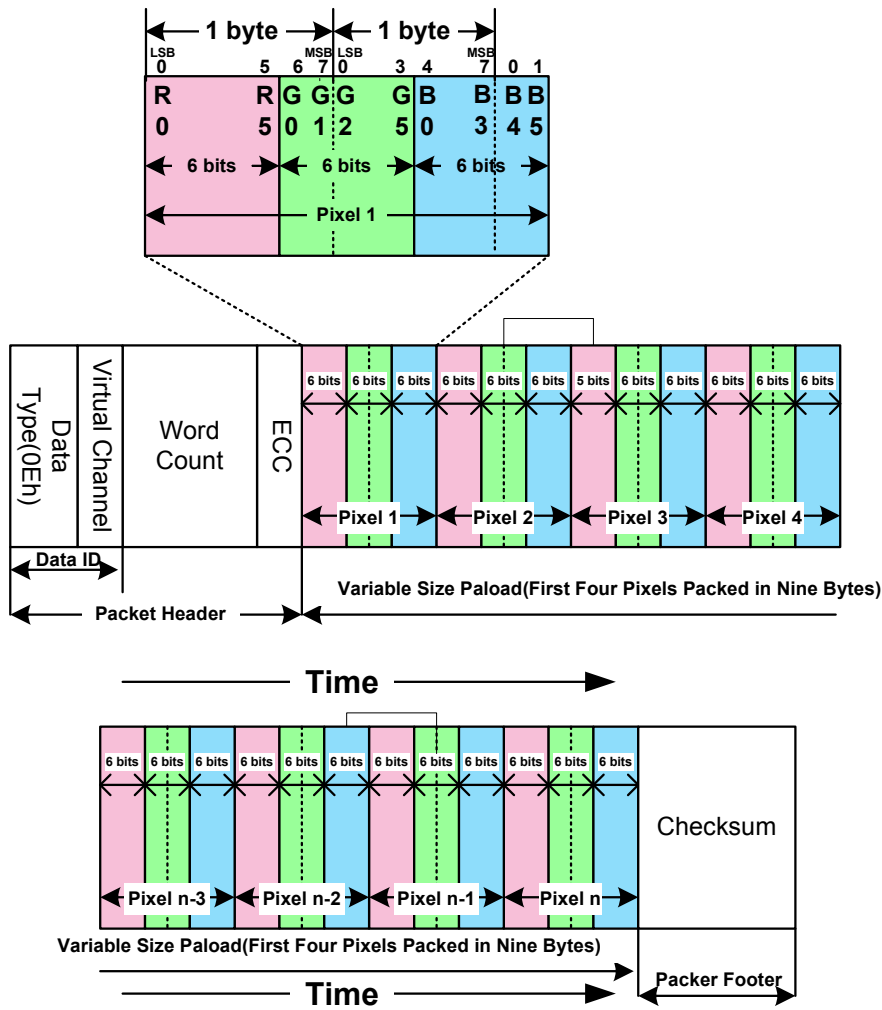 1 byte 1 byte
LSB MSB LSB MSB
0 5 6 7 0 3 4 7 0 1
R R G G G G B B B B
0 5 0 1 2 5 0 3 4 5
6 bits 6 bits 6 bits
Pixel 1
Data Type(0Eh)
Virtual Channel
Word Count
ECC
6 bits 6 bits 6 bits 6 bits 6 bits 6 bits 5 bits 6 bits 6 bits 6 bits 6 bits 6 bits
Pixel 1 Pixel 2 Pixel 3 Pixel 4
Data ID
Variable Size Paload(First Four Pixels Packed in Nine Bytes)
Packet Header
Time
6 bits 6 bits 6 bits 6 bits 6 bits 6 bits 6 bits 6 bits 6 bits 6 bits 6 bits 6 bits
Checksum
Pixel n-3 Pixel n-2 Pixel n-1 Pixel n
Variable Size Paload(First Four Pixels Packed in Nine Bytes)
Packer Footer
Time